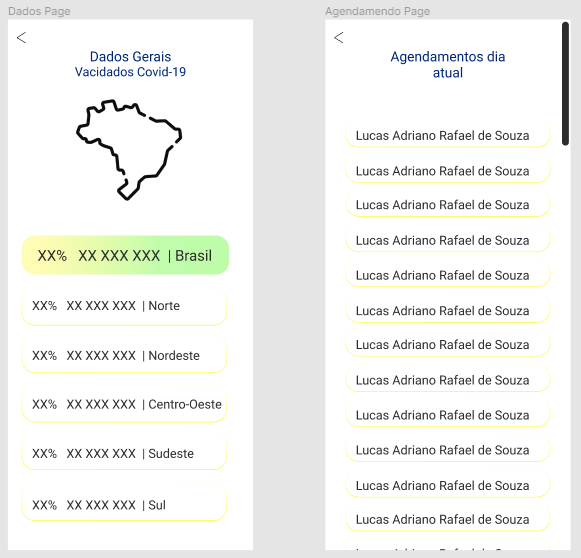 Dados Page
Dados Gerais
Vacidados Covid-19
XX% XX XXX XXX | Brasil
XX% XX XXX XXX | Norte
XX% XX XXX XXX | Nordeste
XX% XX XXX XXX | Centro-Oeste
XX% XX XXX XXX | Sudeste
XX% XX XXX XXX | Sul
Agendamendo Page
Agendamentos dia
atual
Lucas Adriano Rafael de Souza
Lucas Adriano Rafael de Souza
Lucas Adriano Rafael de Souza
Lucas Adriano Rafael de Souza
Lucas Adriano Rafael de Souza
Lucas Adriano Rafael de Souza
Lucas Adriano Rafael de Souza
Lucas Adriano Rafael de Souza
Lucas Adriano Rafael de Souza
Lucas Adriano Rafael de Souza
Lucas Adriano Rafael de Souza
Lucas Adriano Rafael de Souza